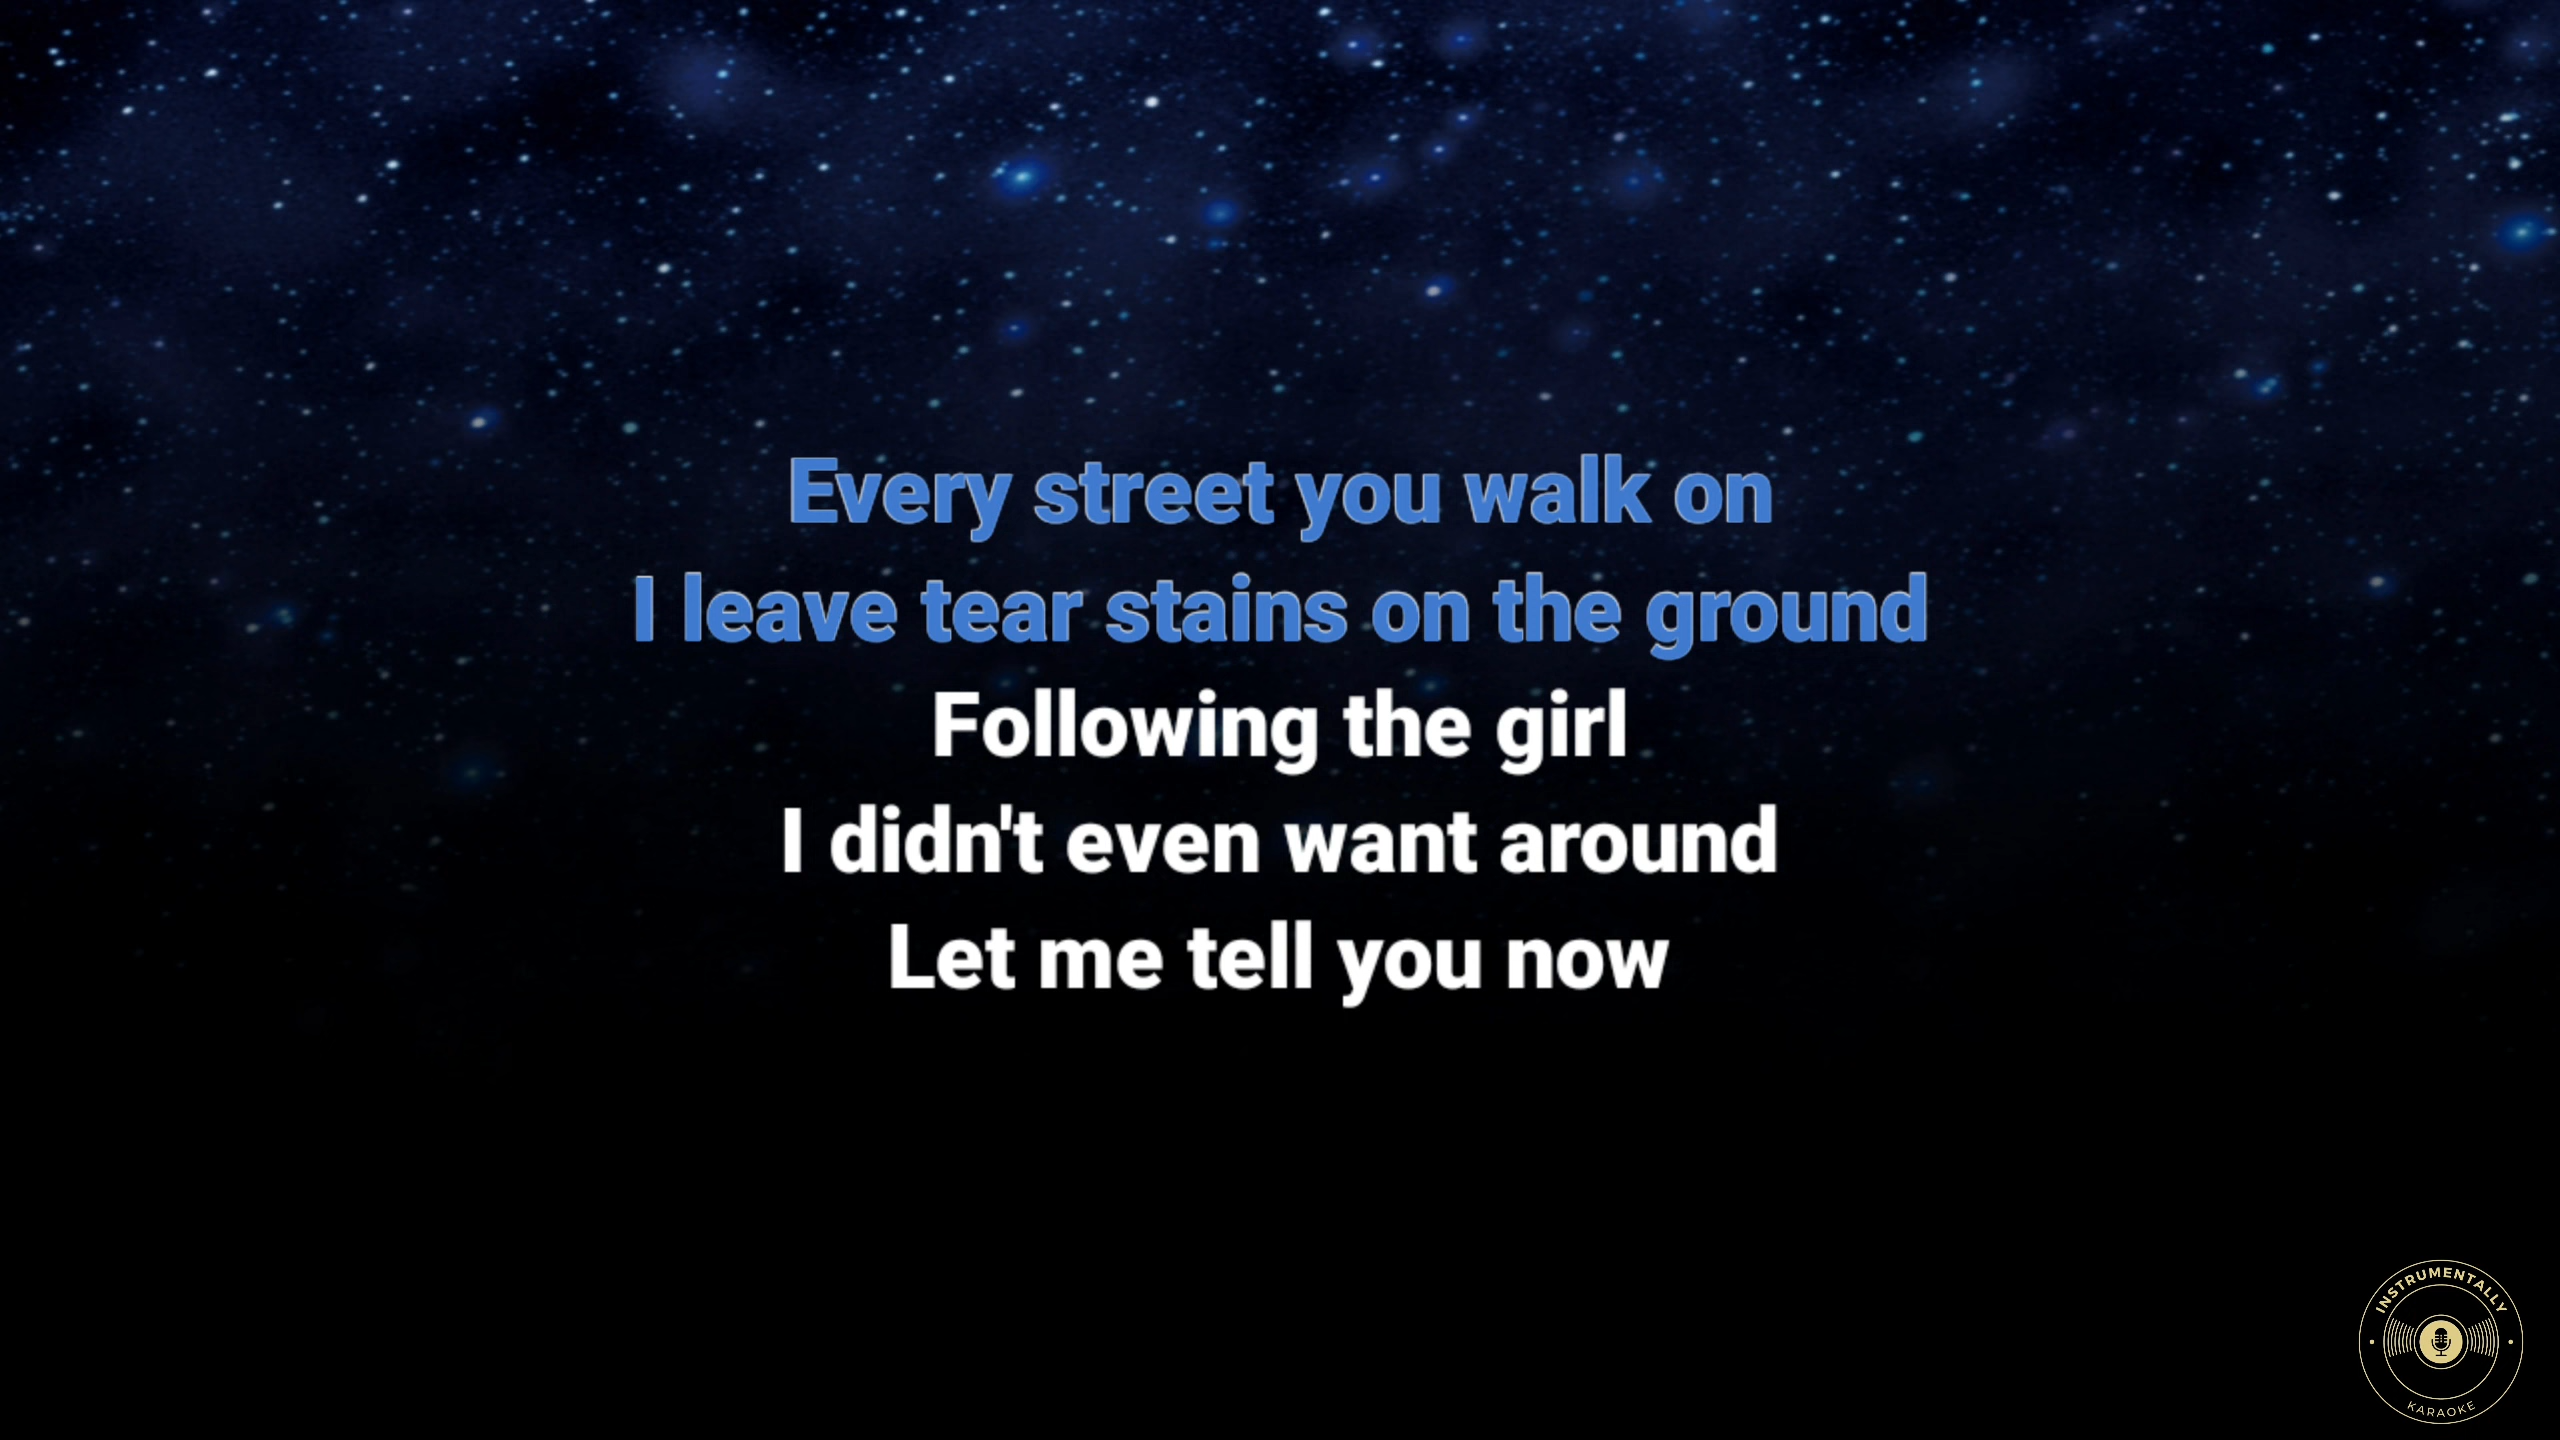 Every street you walk on
I leave tear stains on the ground
Following the girl
I didn't even want around
Let me tell you now
INSTRUMENTALLY
KARAOKE